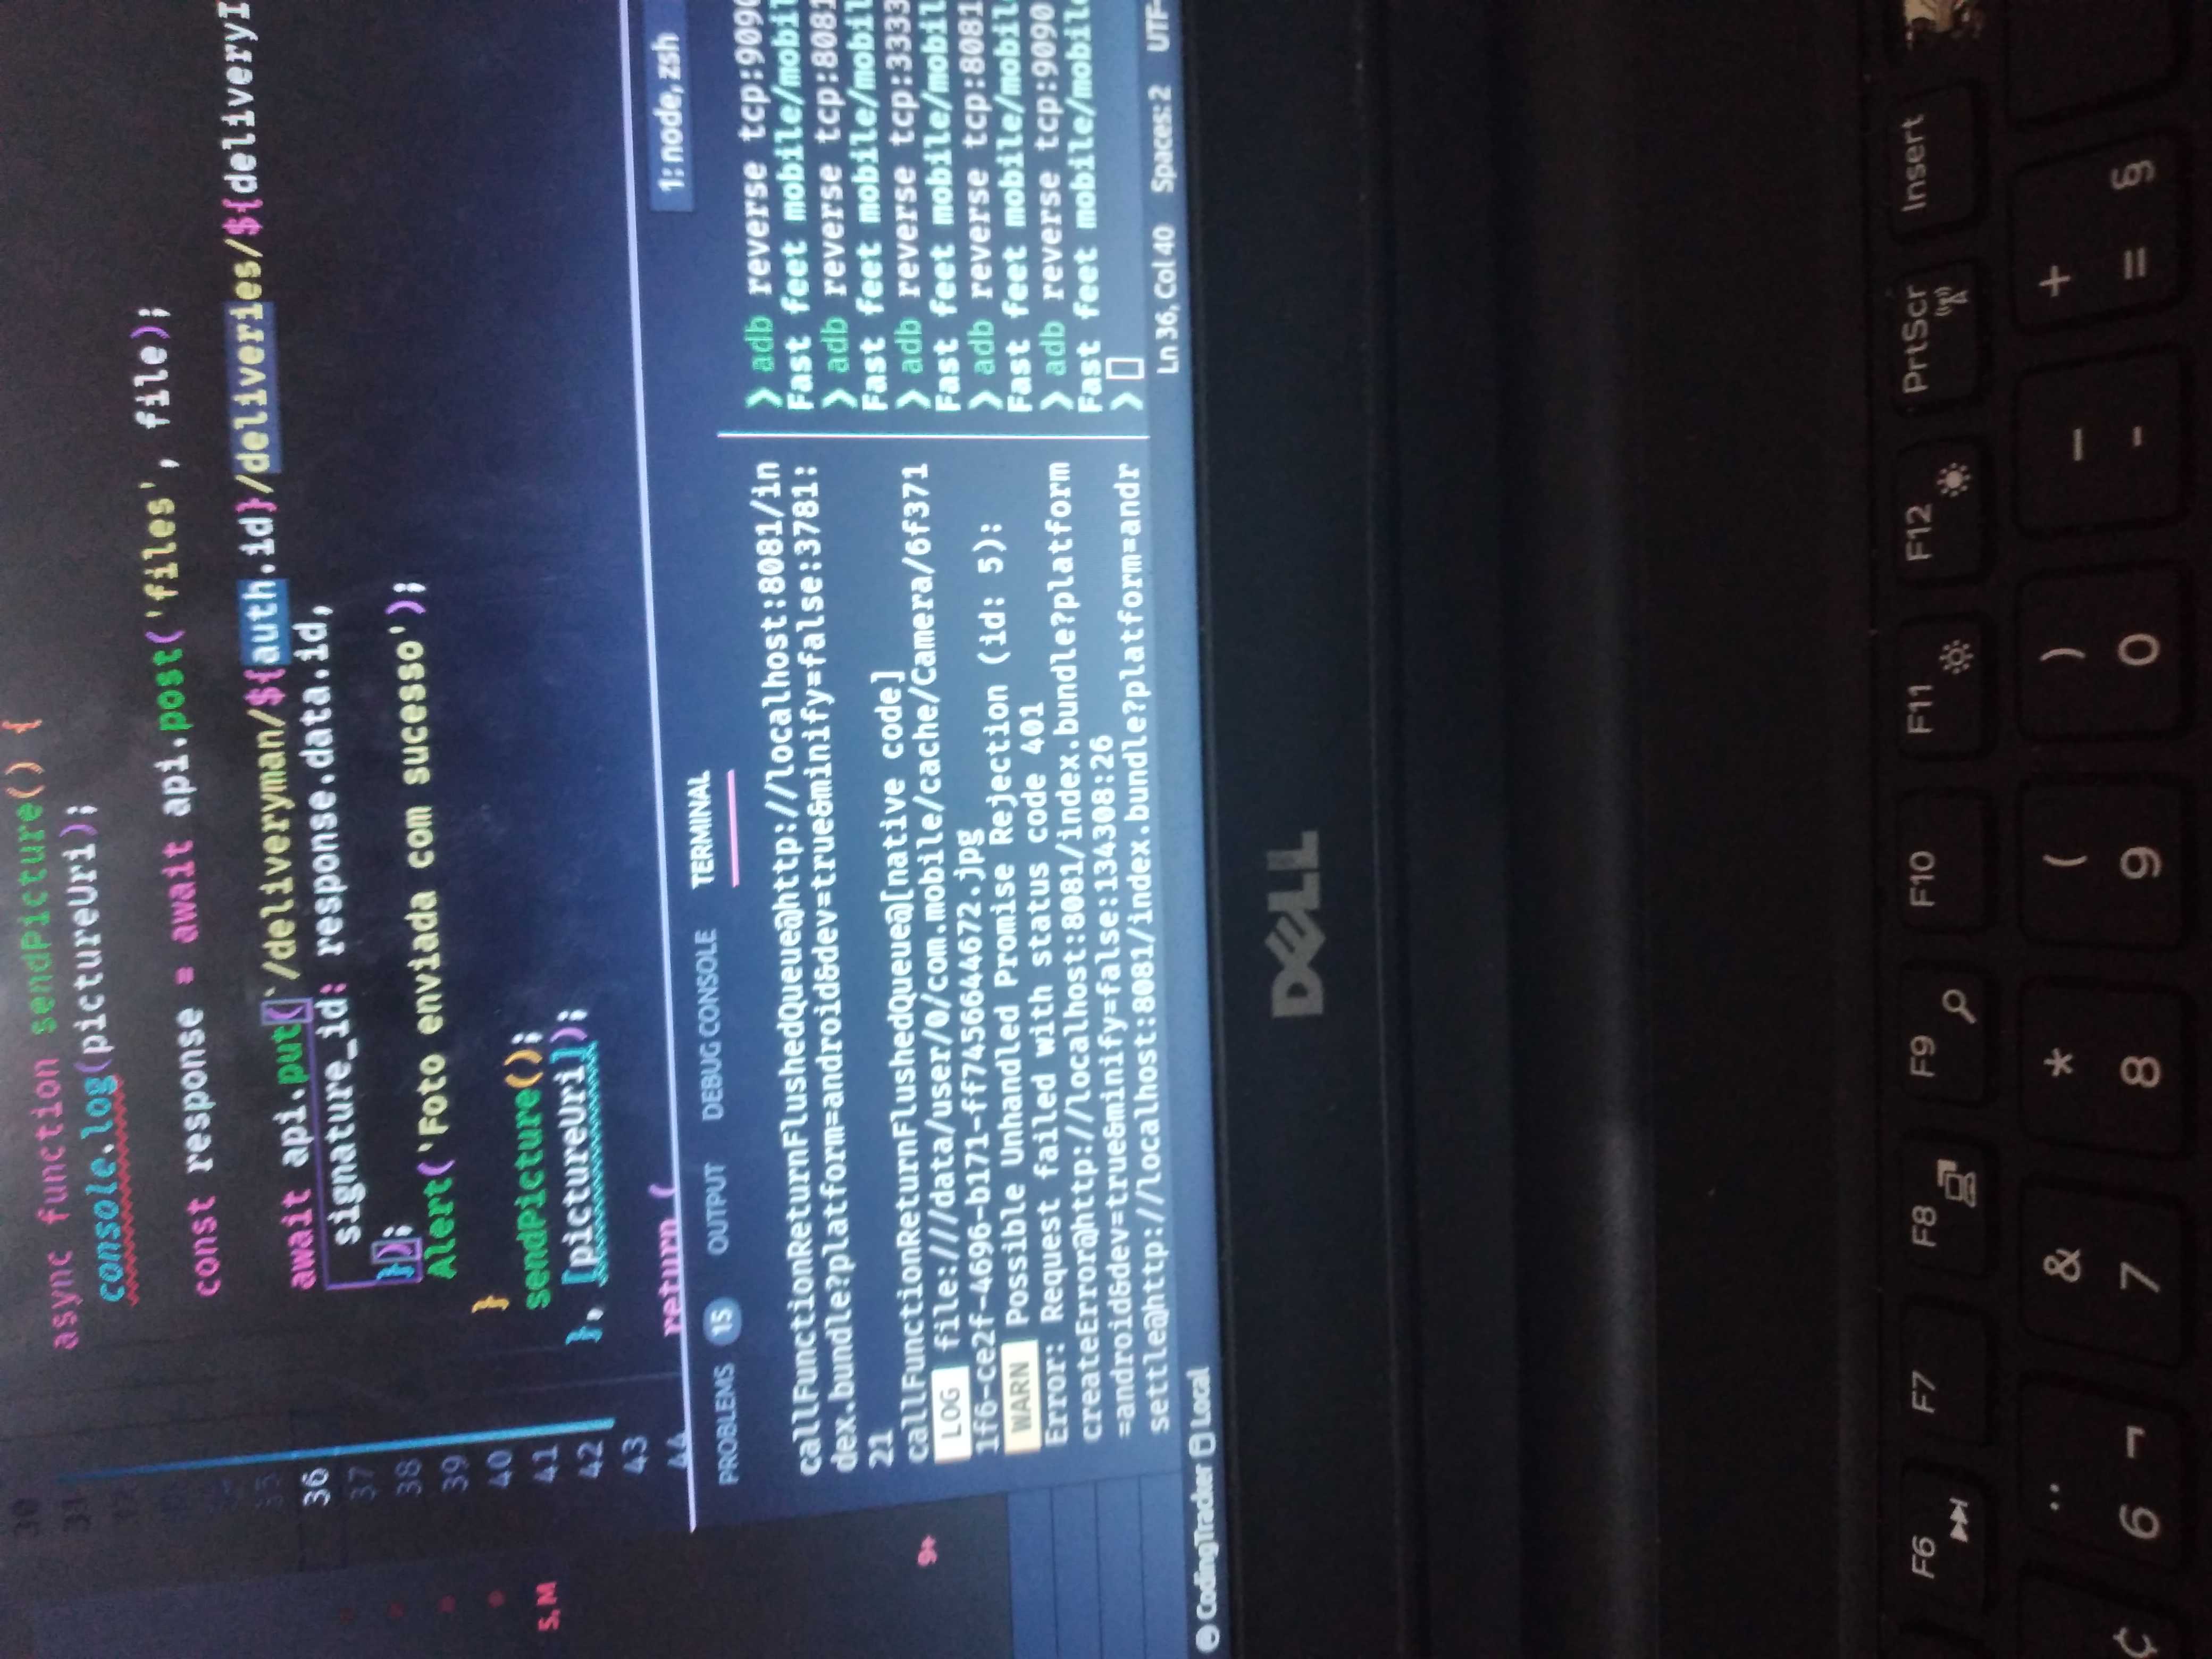 30
async function sendPicture() {
31
console.log(pictureUri);
const response = await api.post('files', file);
await api.put(`/deliveryman/${auth.id}/deliveries/${deliveryI
36
signature_id: response.data.id,
37
});
38
Alert('Foto enviada com sucesso');
39
40 }
41 sendPicture();
42 }, [pictureUri]);
43
44 return (
5, M
9+
PROBLEMS 15 OUTPUT DEBUG CONSOLE TERMINAL
1: node, zsh
callFunctionReturnFlushedQueue@http://localhost:8081/in
dex.bundle?platform=android&dev=true&minify=false:3781:
21
callFunctionReturnFlushedQueue@[native code]
LOG file:///data/user/0/com.mobile/cache/Camera/6f371
1f6-ce2f-4696-b171-ff7456644672.jpg
WARN Possible Unhandled Promise Rejection (id: 5):
Error: Request failed with status code 401
createError@http://localhost:8081/index.bundle?platform
=android&dev=true&minify=false:134308:26
settle@http://localhost:8081/index.bundle?platform=andr
❯ adb reverse tcp:9090
Fast feet mobile/mobil
❯ adb reverse tcp:8081
Fast feet mobile/mobil
❯ adb reverse tcp:3333
Fast feet mobile/mobil
❯ adb reverse tcp:8081
Fast feet mobile/mobil
❯ adb reverse tcp:9090
Fast feet mobile/mobil
❯
CodingTracker Local
Ln 36, Col 40 Spaces: 2 UTF-
DELL
F6 F7 F8 F9 F10 F11 F12 PrtScr Insert
¨ & * ( ) _ +
¢ 6 ¬ 7 8 9 0 - = §